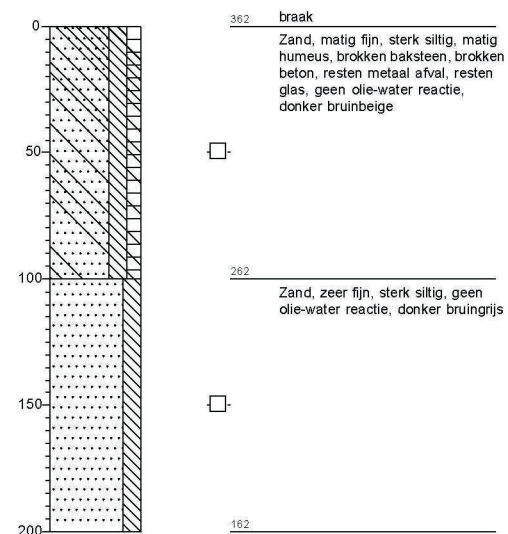 0
362
braak
Zand, matig fijn, sterk siltig, matig
humeus, brokken baksteen, brokken
beton, resten metaal afval, resten
glas, geen olie-water reactie,
donker bruinbeige
50
100
262
Zand, zeer fijn, sterk siltig, geen
olie-water reactie, donker bruingrijs
150
200
162